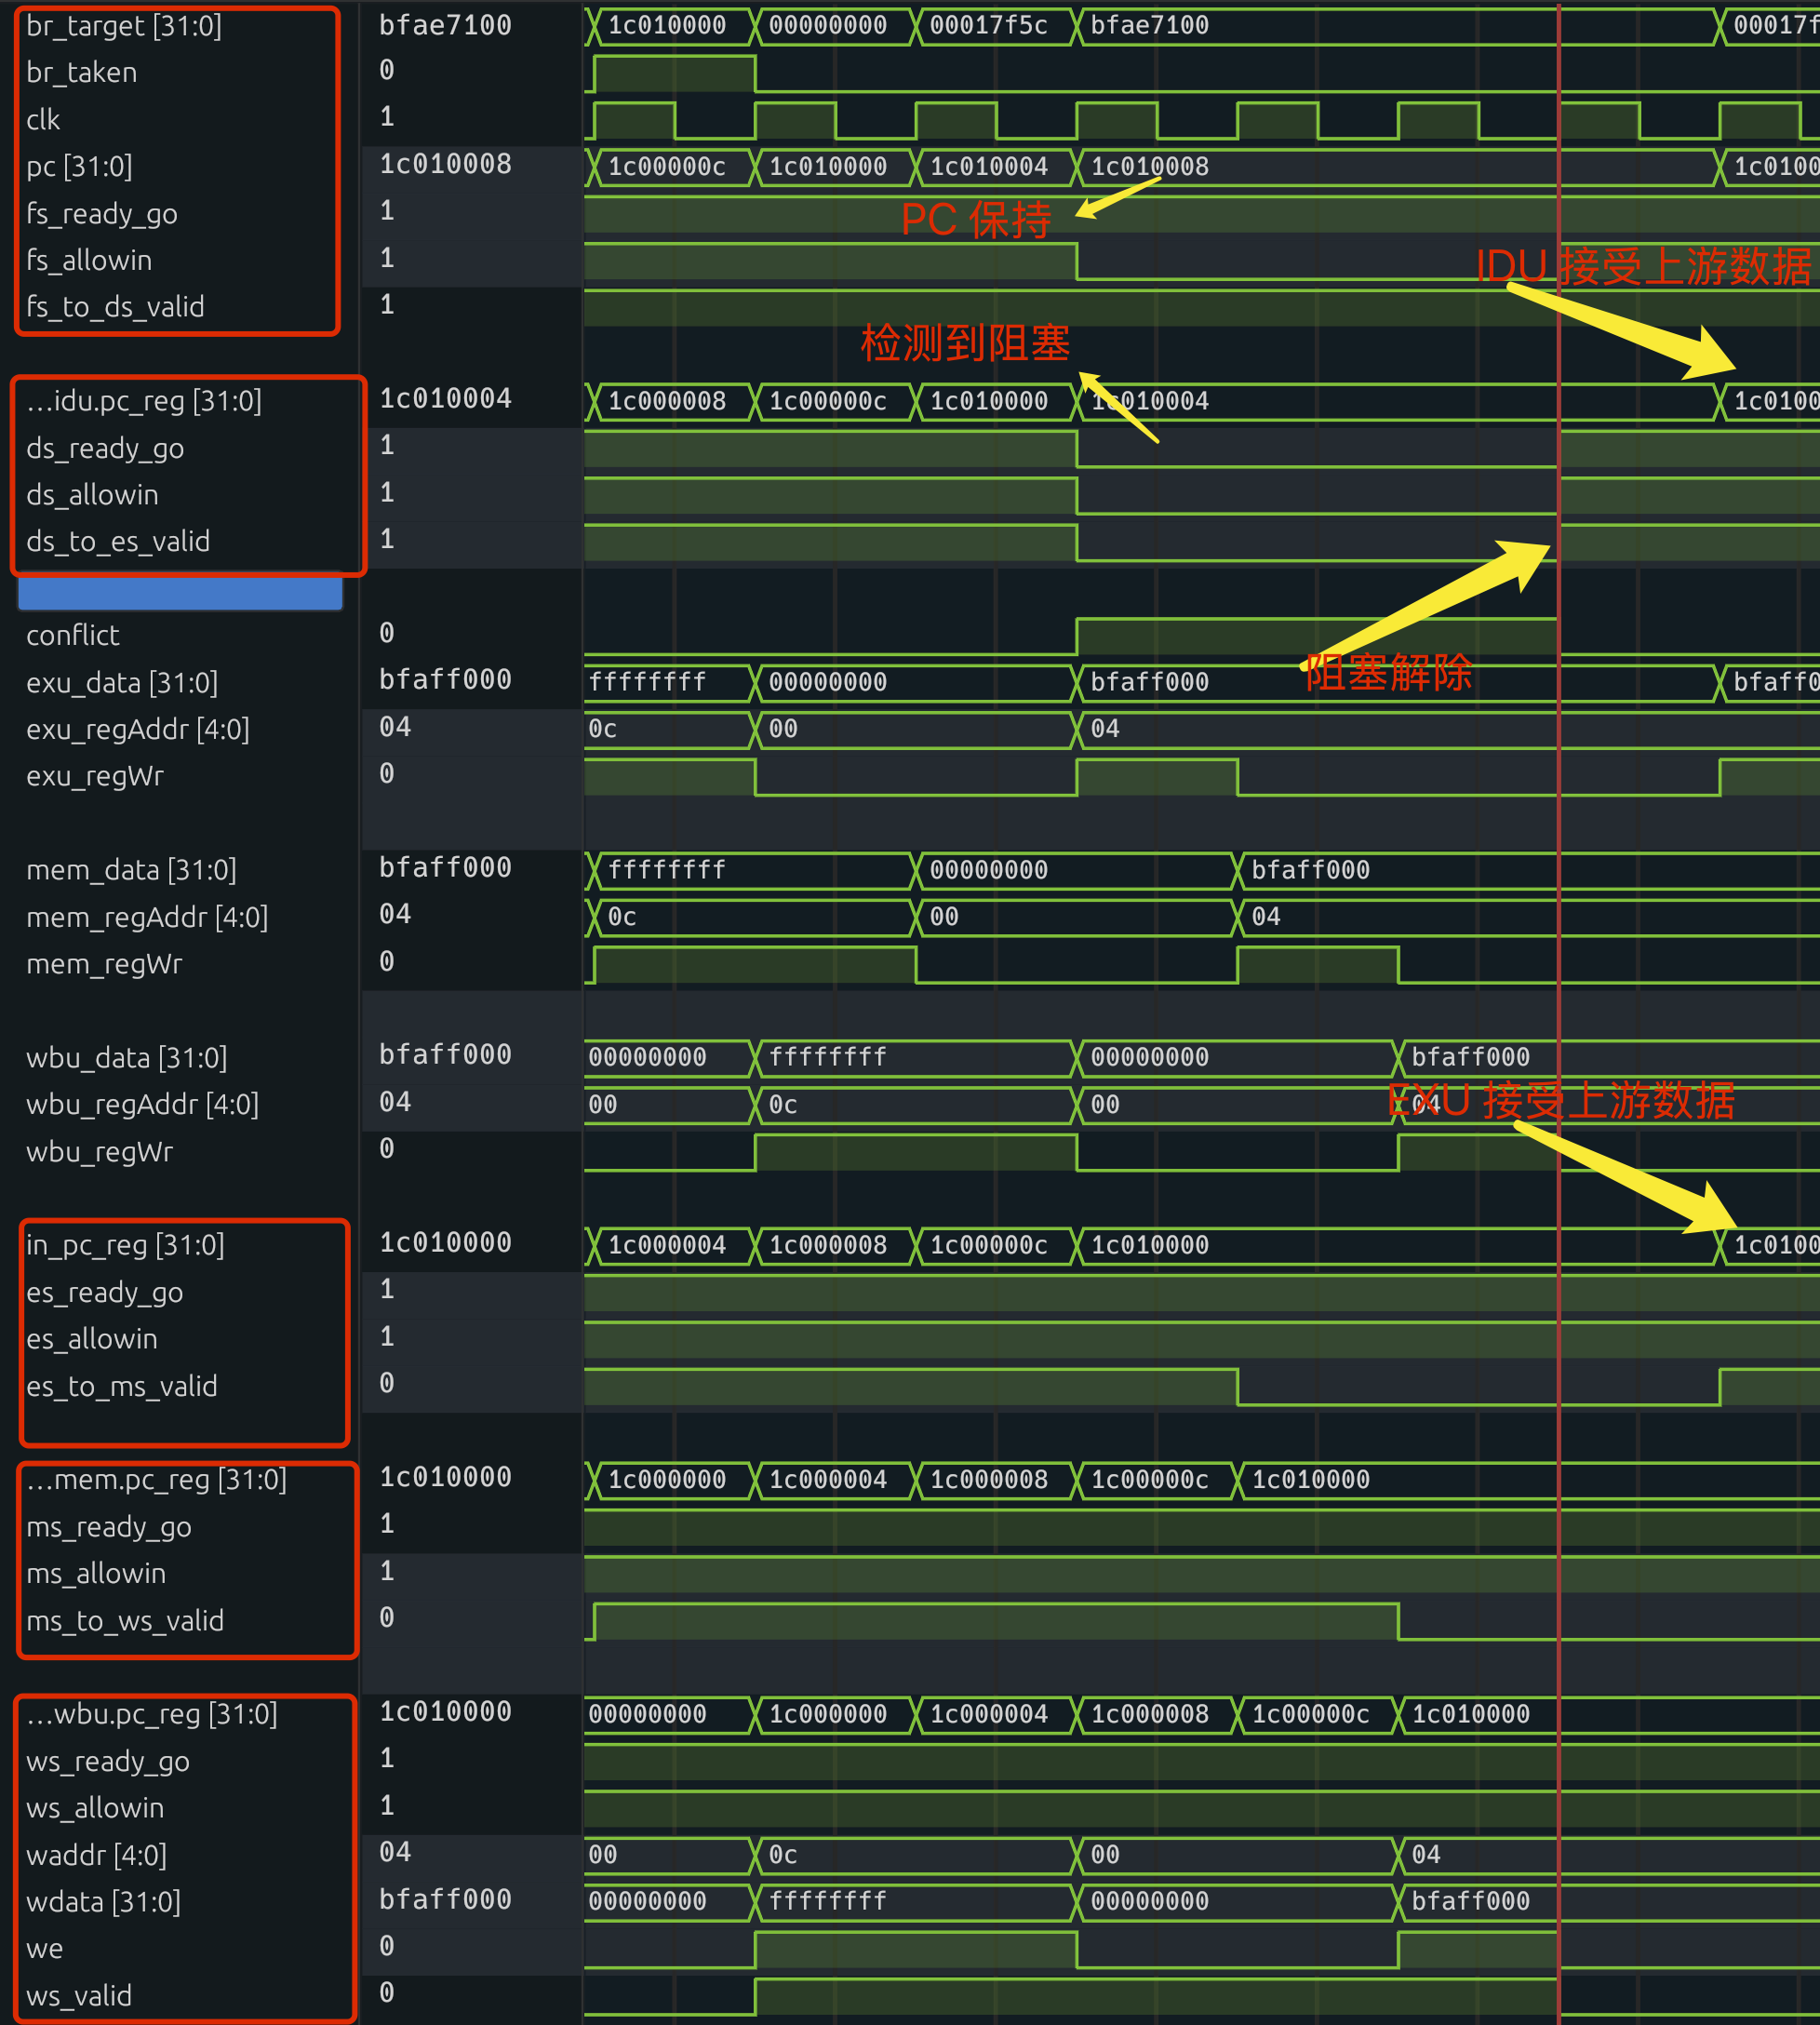 br_target [31:0] bfae7100 1c010000 00000000 00017f5c bfae7100 00017f
br_taken 0
clk 1
pc [31:0] 1c010008 1c00000c 1c010000 1c010004 1c010008 1c0100
fs_ready_go 1 PC 保持
fs_allowin 1 IDU 接受上游数据
fs_to_ds_valid 1
检测到阻塞
...idu.pc_reg [31:0] 1c010004 1c000008 1c00000c 1c010000 1c010004 1c0100
ds_ready_go 1
ds_allowin 1
ds_to_es_valid 1
conflict 0
exu_data [31:0] bfaff000 ffffffff 00000000 bfaff000 阻塞解除 bfaff0
exu_regAddr [4:0] 04 0c 00 04
exu_regWr 0
mem_data [31:0] bfaff000 ffffffff 00000000 bfaff000
mem_regAddr [4:0] 04 0c 00 04
mem_regWr 0
wbu_data [31:0] bfaff000 00000000 ffffffff 00000000 bfaff000
wbu_regAddr [4:0] 04 00 0c 00 04 EXU 接受上游数据
wbu_regWr 0
in_pc_reg [31:0] 1c010000 1c000004 1c000008 1c00000c 1c010000 1c0100
es_ready_go 1
es_allowin 1
es_to_ms_valid 0
...mem.pc_reg [31:0] 1c010000 1c000000 1c000004 1c000008 1c00000c 1c010000
ms_ready_go 1
ms_allowin 1
ms_to_ws_valid 0
...wbu.pc_reg [31:0] 1c010000 00000000 1c000000 1c000004 1c000008 1c00000c 1c010000
ws_ready_go 1
ws_allowin 1
waddr [4:0] 04 00 0c 00 04
wdata [31:0] bfaff000 00000000 ffffffff 00000000 bfaff000
we 0
ws_valid 0